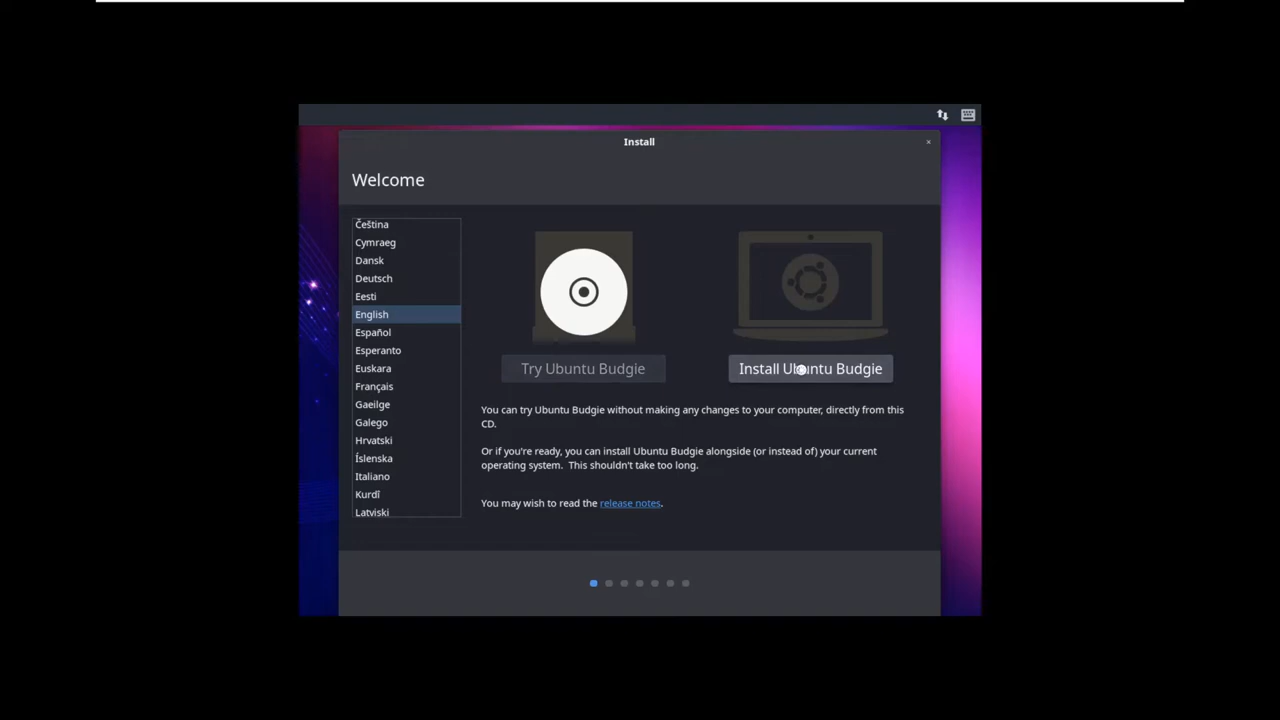 Install
Welcome
Čeština
Cymraeg
Dansk
Deutsch
Eesti
English
Español
Esperanto
Euskara
Français
Gaeilge
Galego
Hrvatski
Íslenska
Italiano
Kurdî
Latviski
Try Ubuntu Budgie
Install Ubuntu Budgie
You can try Ubuntu Budgie without making any changes to your computer, directly from this
CD.
Or if you're ready, you can install Ubuntu Budgie alongside (or instead of) your current
operating system. This shouldn't take too long.
You may wish to read the release notes.